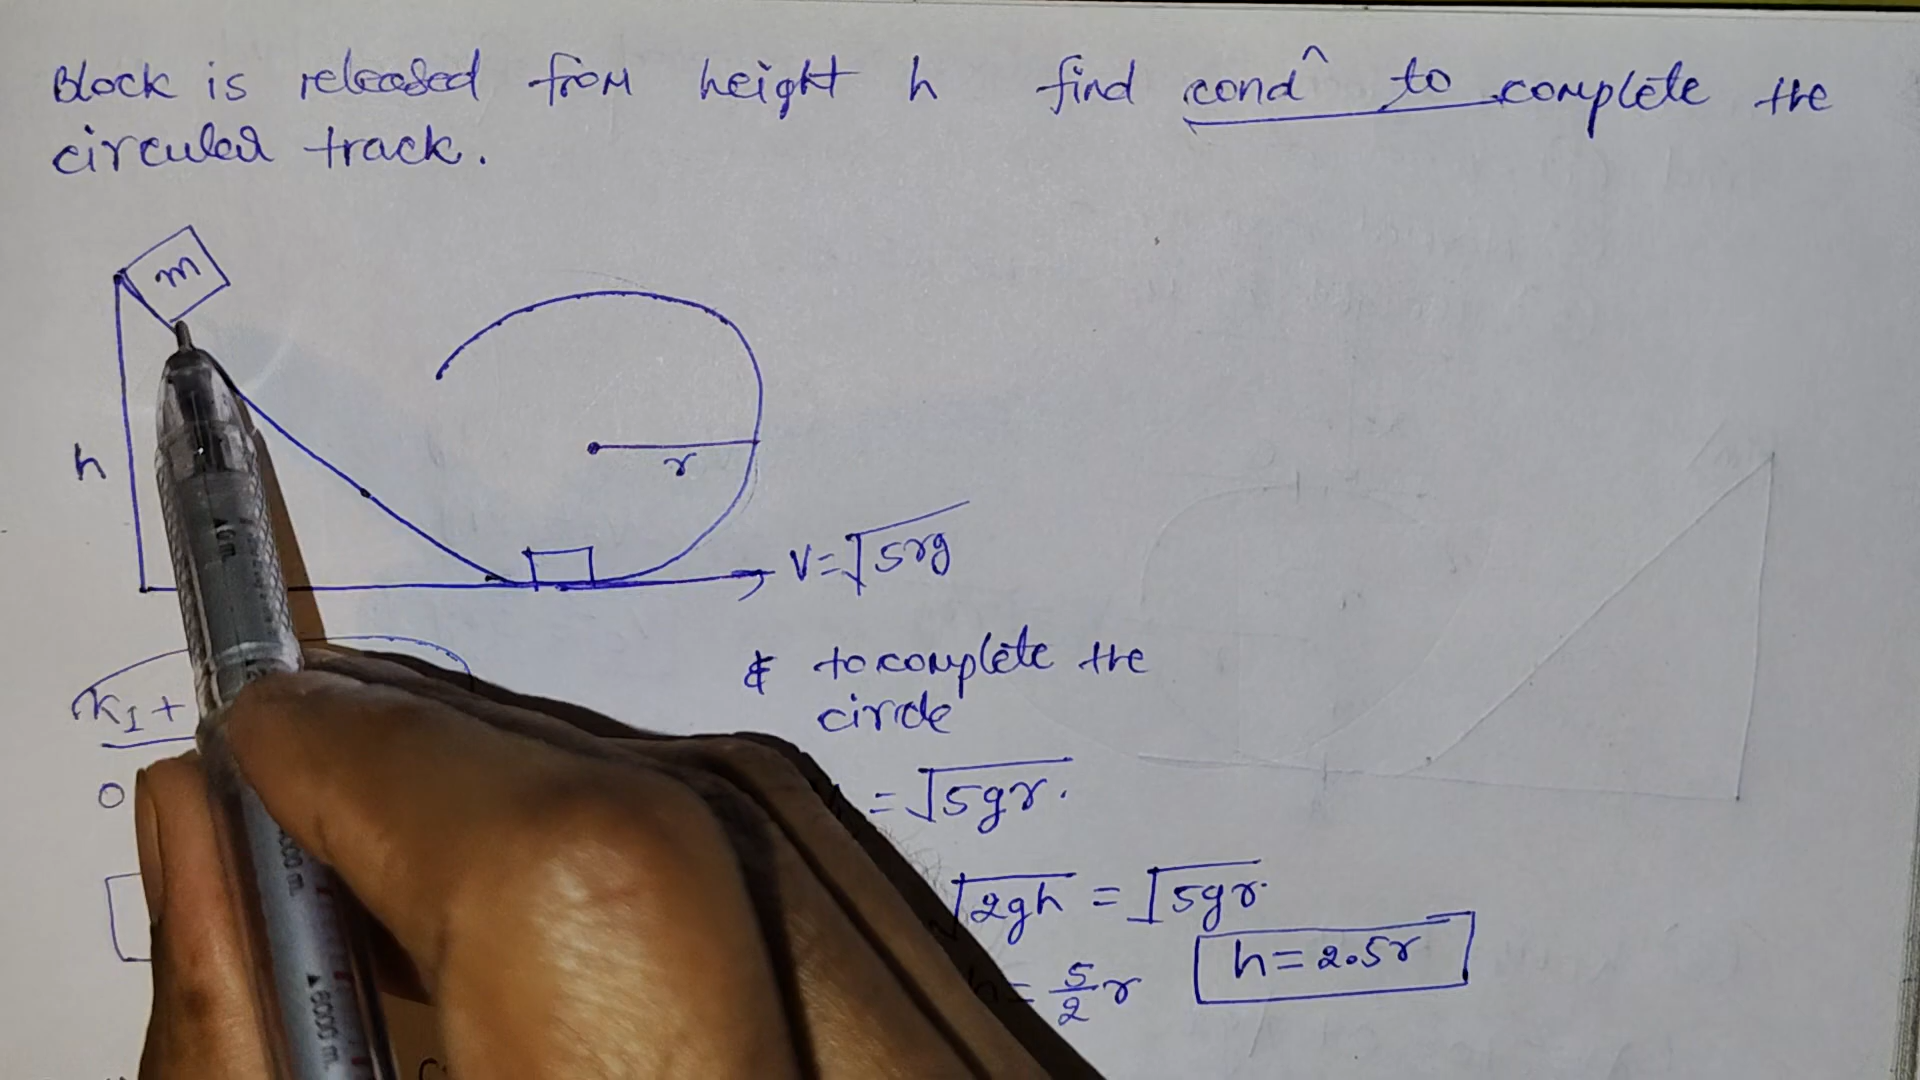 Block is released from height h find condn to complete the
circular track.
m
h
r
V=√5rg
K_I +
& to complete the
circle
0
= √5gr.
√2gh = √5gr
h = 5/2 r
h = 2.5r